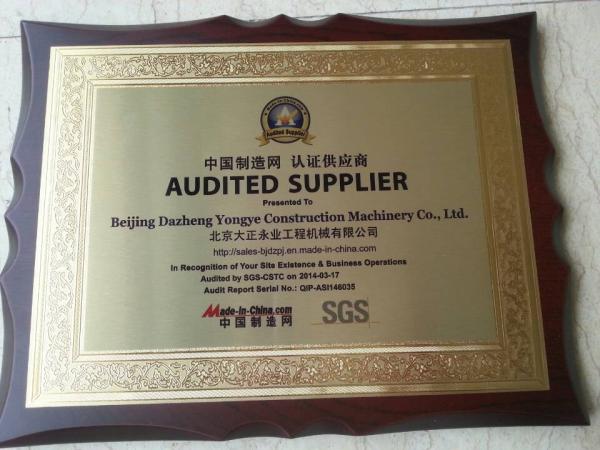 Made-in-China.com
Audited Supplier
中国制造网 认证供应商
AUDITED SUPPLIER
Presented To
Beijing Dazheng Yongye Construction Machinery Co., Ltd.
北京大正永业工程机械有限公司
http://sales-bjdzpj.en.made-in-china.com
In Recognition of Your Site Existence & Business Operations
Audited by SGS-CSTC on 2014-03-17
Audit Report Serial No.: QIP-ASI146035
Made-in-China.com
中国制造网
SGS